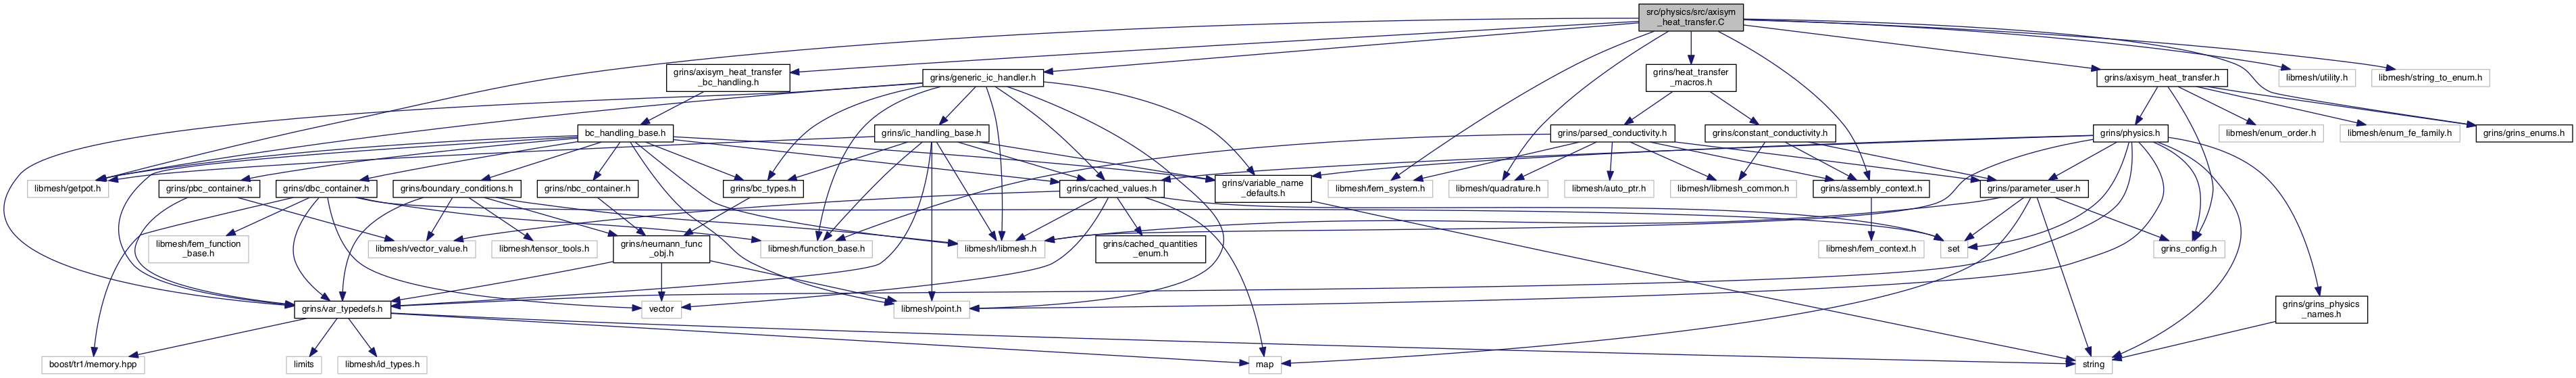 src/physics/src/axisym
_heat_transfer.C
grins/axisym_heat_transfer
_bc_handling.h
grins/generic_ic_handler.h
grins/heat_transfer
_macros.h
grins/axisym_heat_transfer.h
libmesh/utility.h
libmesh/string_to_enum.h
bc_handling_base.h
grins/ic_handling_base.h
grins/parsed_conductivity.h
grins/constant_conductivity.h
grins/physics.h
libmesh/enum_order.h
libmesh/enum_fe_family.h
grins/grins_enums.h
libmesh/getpot.h
grins/pbc_container.h
grins/dbc_container.h
grins/boundary_conditions.h
grins/nbc_container.h
grins/bc_types.h
grins/cached_values.h
grins/variable_name
_defaults.h
libmesh/fem_system.h
libmesh/quadrature.h
libmesh/auto_ptr.h
libmesh/libmesh_common.h
grins/assembly_context.h
grins/parameter_user.h
libmesh/fem_function
_base.h
libmesh/vector_value.h
libmesh/tensor_tools.h
grins/neumann_func
_obj.h
libmesh/function_base.h
libmesh/libmesh.h
grins/cached_quantities
_enum.h
libmesh/fem_context.h
set
grins_config.h
grins/var_typedefs.h
vector
libmesh/point.h
grins/grins_physics
_names.h
boost/tr1/memory.hpp
limits
libmesh/id_types.h
map
string